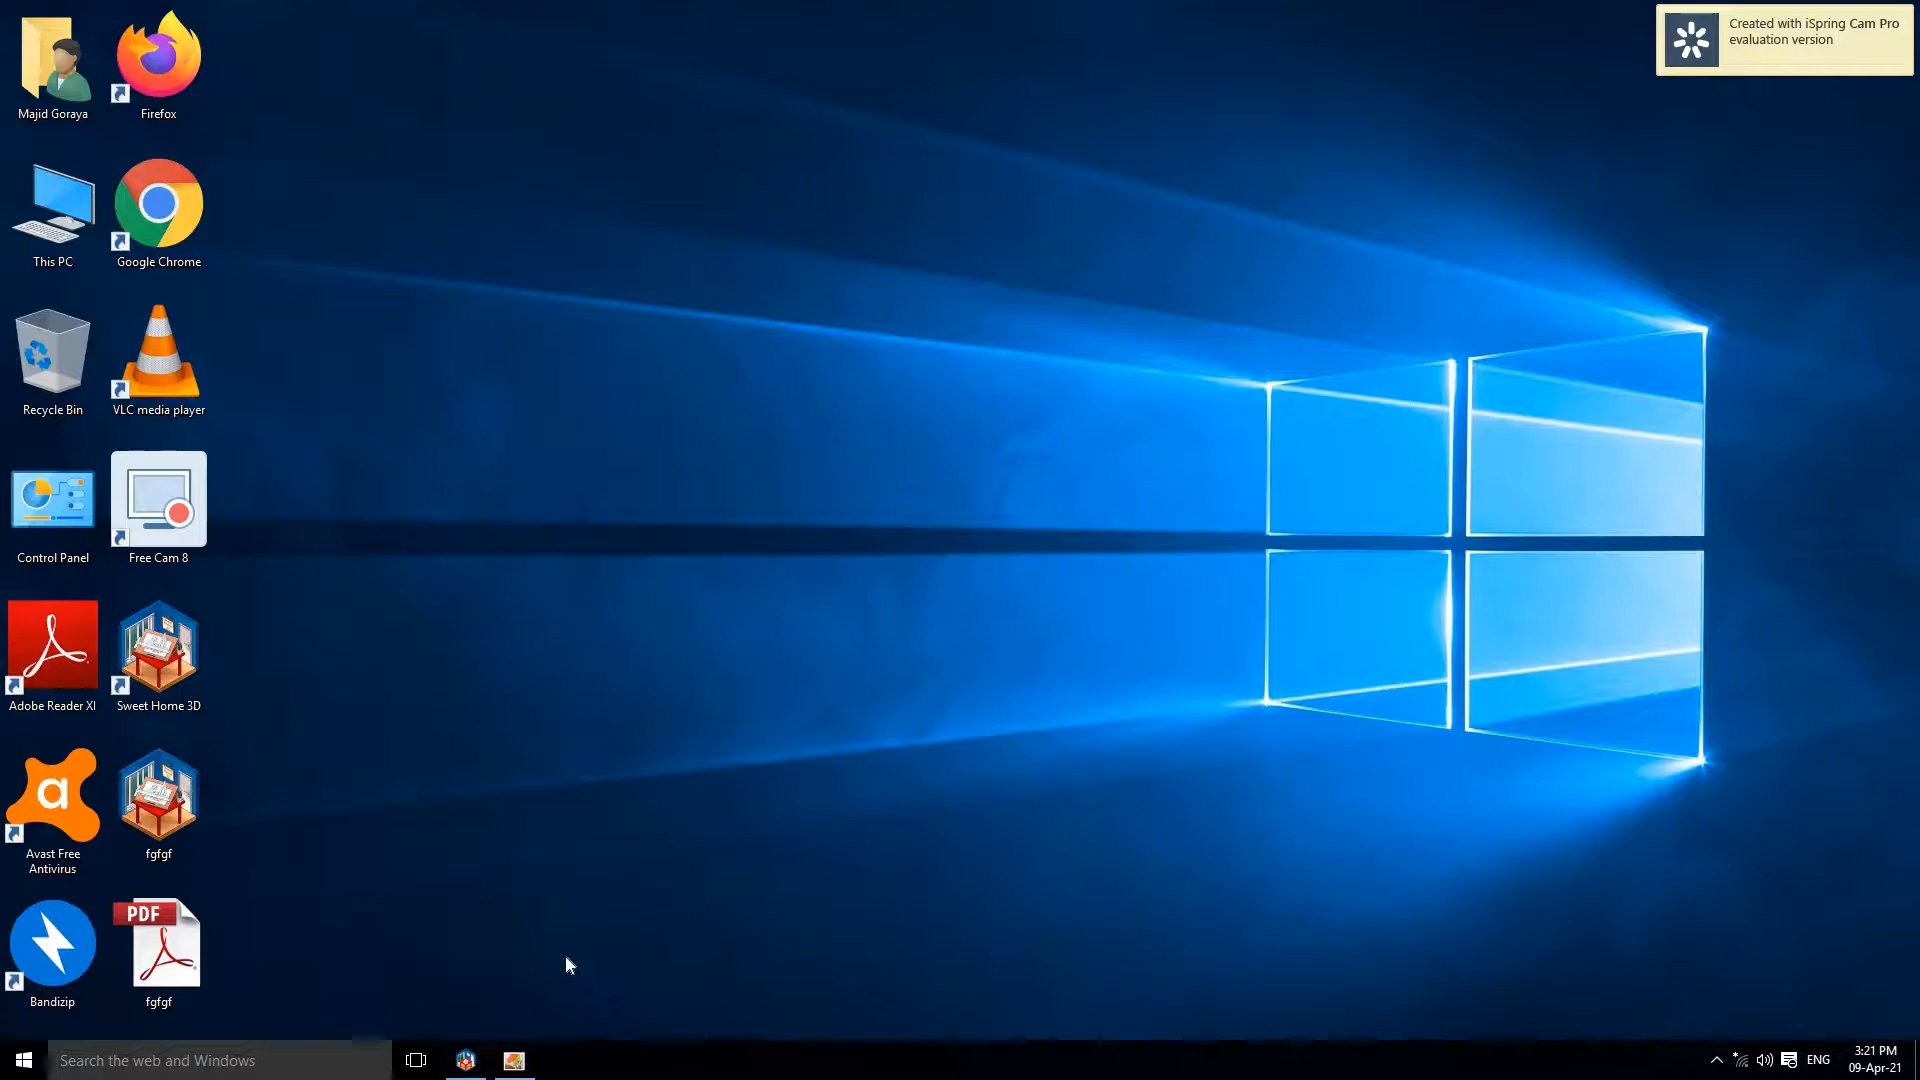 Created with iSpring Cam Pro
evaluation version
Majid Goraya
Firefox
This PC
Google Chrome
Recycle Bin
VLC media player
Control Panel
Free Cam 8
Adobe Reader XI
Sweet Home 3D
a
Avast Free
Antivirus
fgfgf
PDF
Bandizip
fgfgf
Search the web and Windows
ENG
3:21 PM
09-Apr-21